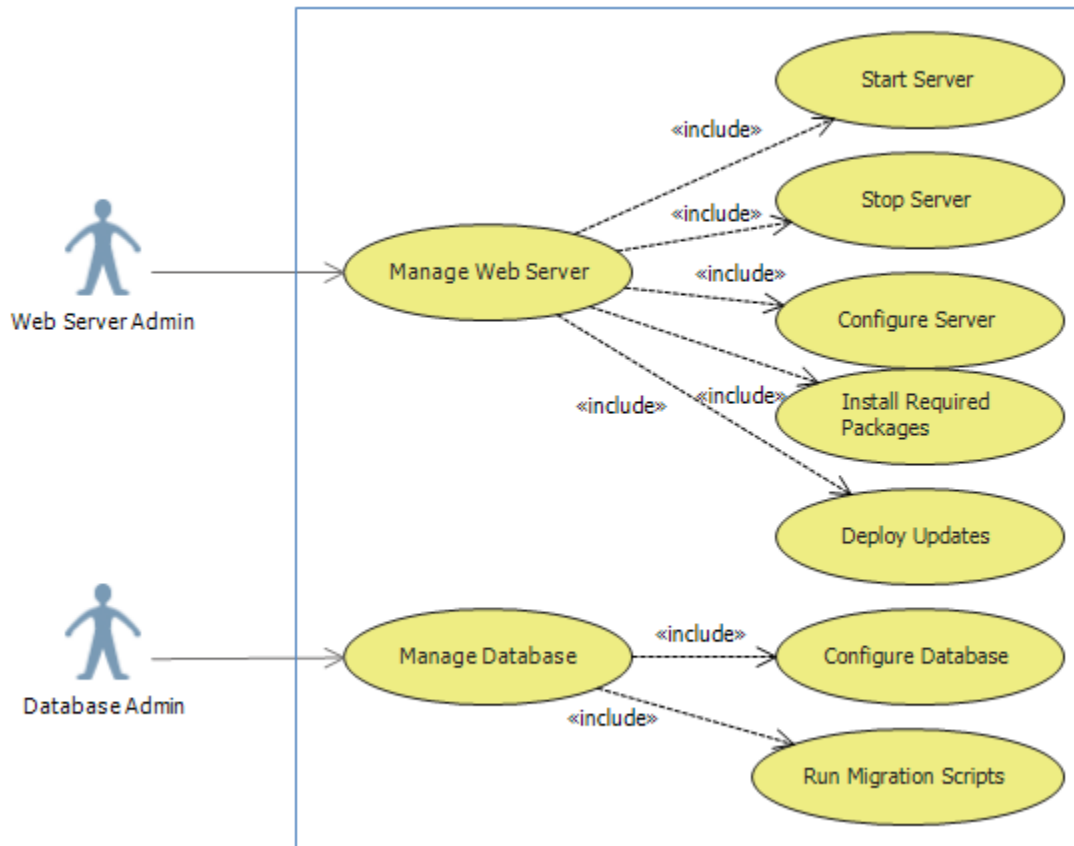 Start Server
«include»
Stop Server
«include»
Manage Web Server
«include»
Web Server Admin
Configure Server
«include»
«include»
Install Required
Packages
Deploy Updates
Manage Database
«include»
Configure Database
Database Admin
«include»
Run Migration Scripts